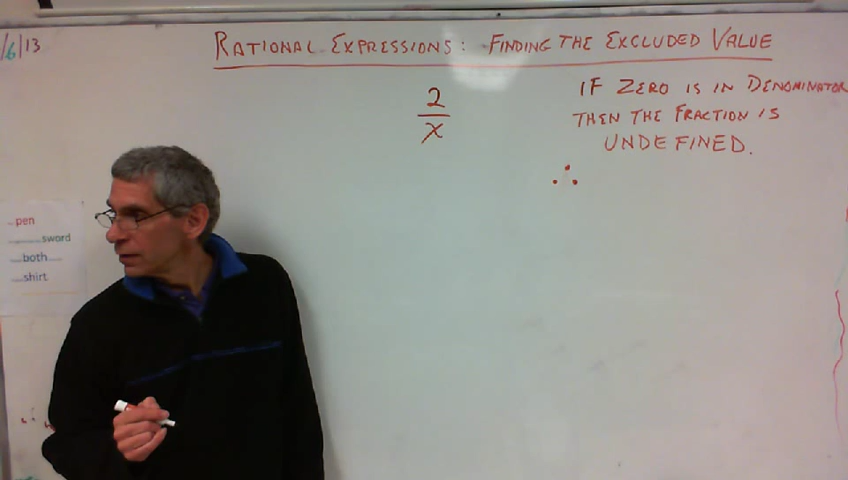 /6/13
RATIONAL EXPRESSIONS: FINDING THE EXCLUDED VALUE
2
x
IF ZERO IS IN DENOMINATOR
THEN THE FRACTION IS
UNDEFINED.
∴
pen
sword
both
shirt